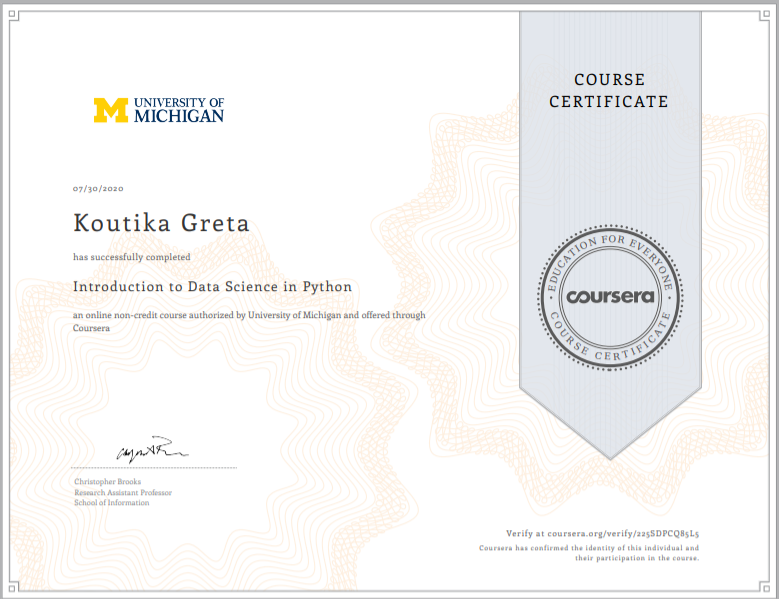 UNIVERSITY OF
MICHIGAN
COURSE
CERTIFICATE
07/30/2020
Koutika Greta
has successfully completed
Introduction to Data Science in Python
an online non-credit course authorized by University of Michigan and offered through
Coursera
EDUCATION FOR EVERYONE
coursera
COURSE CERTIFICATE
Christopher Brooks
Research Assistant Professor
School of Information
Verify at coursera.org/verify/225SDPCQ85L5
Coursera has confirmed the identity of this individual and
their participation in the course.